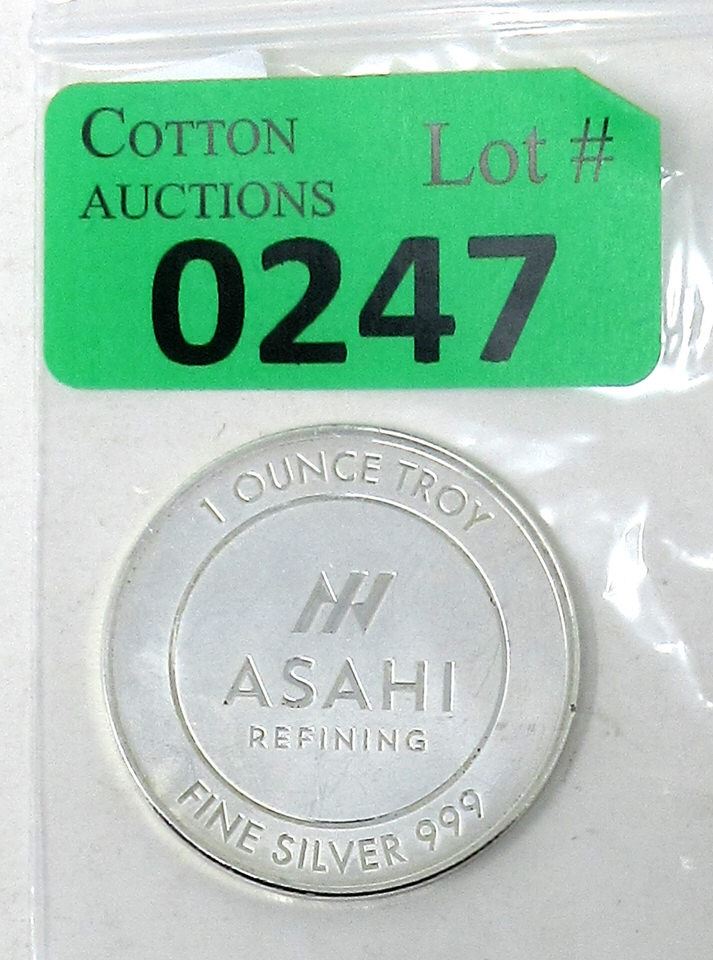 COTTON
AUCTIONS
Lot #
0247
1 OUNCE TROY
ASAHI
REFINING
FINE SILVER 999